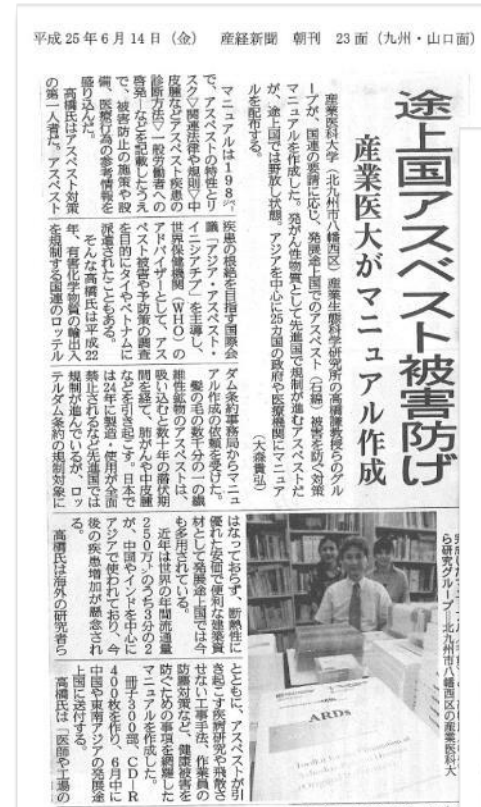 平成25年6月14日（金）　産経新聞　朝刊　23面（九州・山口面）
途上国アスベスト被害防げ
産業医大がマニュアル作成
産業医科大学（北九州市八幡西区）産業生態科学研究所の高橋謙教授らのグル
ープが、国連の要請に応じ、発展途上国でのアスベスト（石綿）被害を防ぐ対策
マニュアルを作成した。発がん性物質として先進国で規制が進むアスベストだ
が、途上国では野放し状態。アジアを中心に25カ国の政府や医療機関にマニュア
ルを配布する。
（大森貴弘）
マニュアルは198㌻
で、アスベストの特性とリ
スク▽関連法律や規則▽中
皮腫などアスベスト疾患の
診断方法▽一般労働者への
啓発―などを記載したうえ
で、被害防止の施策や設
備、医療行為の参考情報を
盛り込んだ。
高橋氏はアスベスト対策
の第一人者だ。アスベスト
疾患の根絶を目指す国際会
議「アジア・アスベスト・
イニシアチブ」を主導し、
世界保健機関（WHO）の
アドバイザーとして、アス
ベスト被害や予防策の調査
を目的にタイやベトナムに
派遣されたこともある。
そんな高橋氏は平成22
年、有害化学物質の輸出入
を規制する国連のロッテル
ダム条約事務局からマニュ
アル作成の依頼を受けた。
髪の毛の数千分の一の繊
維性鉱物のアスベストは、
吸い込むと数十年の潜伏期
間を経て、肺がんや中皮腫
などを引き起こす。日本で
は24年に製造・使用が全面
禁止されるなど先進国では
規制が進んでいるが、ロッ
テルダム条約の規制対象に
はなっておらず、断熱性に
優れた安価で便利な建築資
材として発展途上国では今
も多用されている。
近年は世界の年間流通量
250万㌧のうち3分の2
が、中国やインドを中心に
アジアで使われており、今
後の疾患増加が懸念され
る。
高橋氏は海外の研究者ら
とともに、アスベストが引
き起こす疾病研究や飛散さ
せない工事手法、作業員の
防塵対策など、健康被害を
防ぐための事項を網羅した
マニュアルを作成した。
冊子300部、CD-R
400枚を作り、6月中に
中国や東南アジアの発展途
上国に送付する。
高橋氏は「医師や工場の
ら研究グループ＝北九州市八幡西区の産業医科大
ARDs